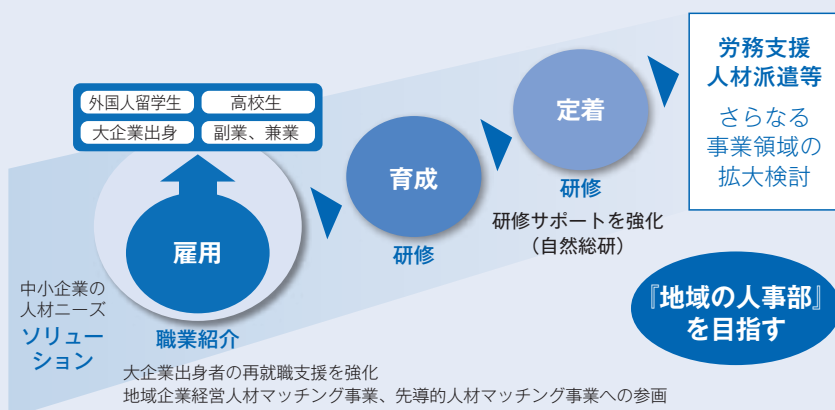 外国人留学生
高校生
大企業出身
副業、兼業
雇用
中小企業の
人材ニーズ
ソリュー
ション
職業紹介
大企業出身者の再就職支援を強化
地域企業経営人材マッチング事業、先導的人材マッチング事業への参画
育成
研修
定着
研修
研修サポートを強化
（自然総研）
労務支援
人材派遣等
さらなる
事業領域の
拡大検討
『地域の人事部』
を目指す